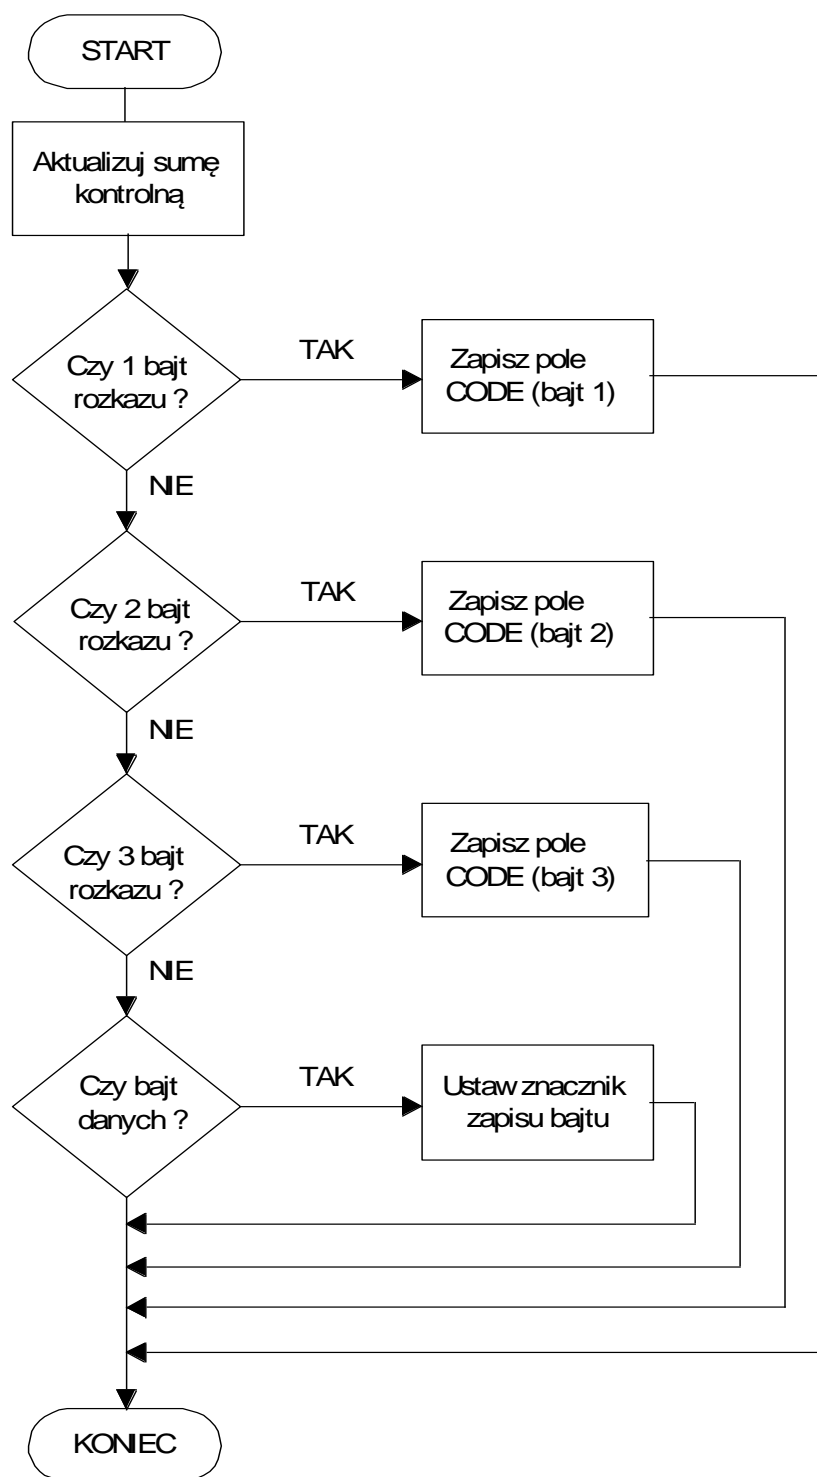 START
Aktualizuj sumę
kontrolną
Czy 1 bajt
rozkazu ?
TAK
Zapisz pole
CODE (bajt 1)
NIE
Czy 2 bajt
rozkazu ?
TAK
Zapisz pole
CODE (bajt 2)
NIE
Czy 3 bajt
rozkazu ?
TAK
Zapisz pole
CODE (bajt 3)
NIE
Czy bajt
danych ?
TAK
Ustaw znacznik
zapisu bajtu
KONIEC